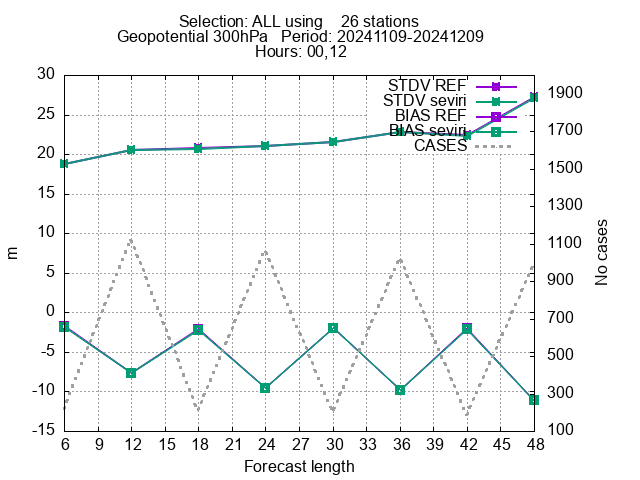 Selection: ALL using    26 stations
Geopotential 300hPa   Period: 20241109-20241209
Hours: 00,12
STDV REF
STDV seviri
BIAS REF
BIAS seviri
CASES
30
25
20
15
10
5
0
-5
-10
-15
m
1900
1700
1500
1300
1100
900
700
500
300
100
No cases
6 9 12 15 18 21 24 27 30 33 36 39 42 45 48
Forecast length